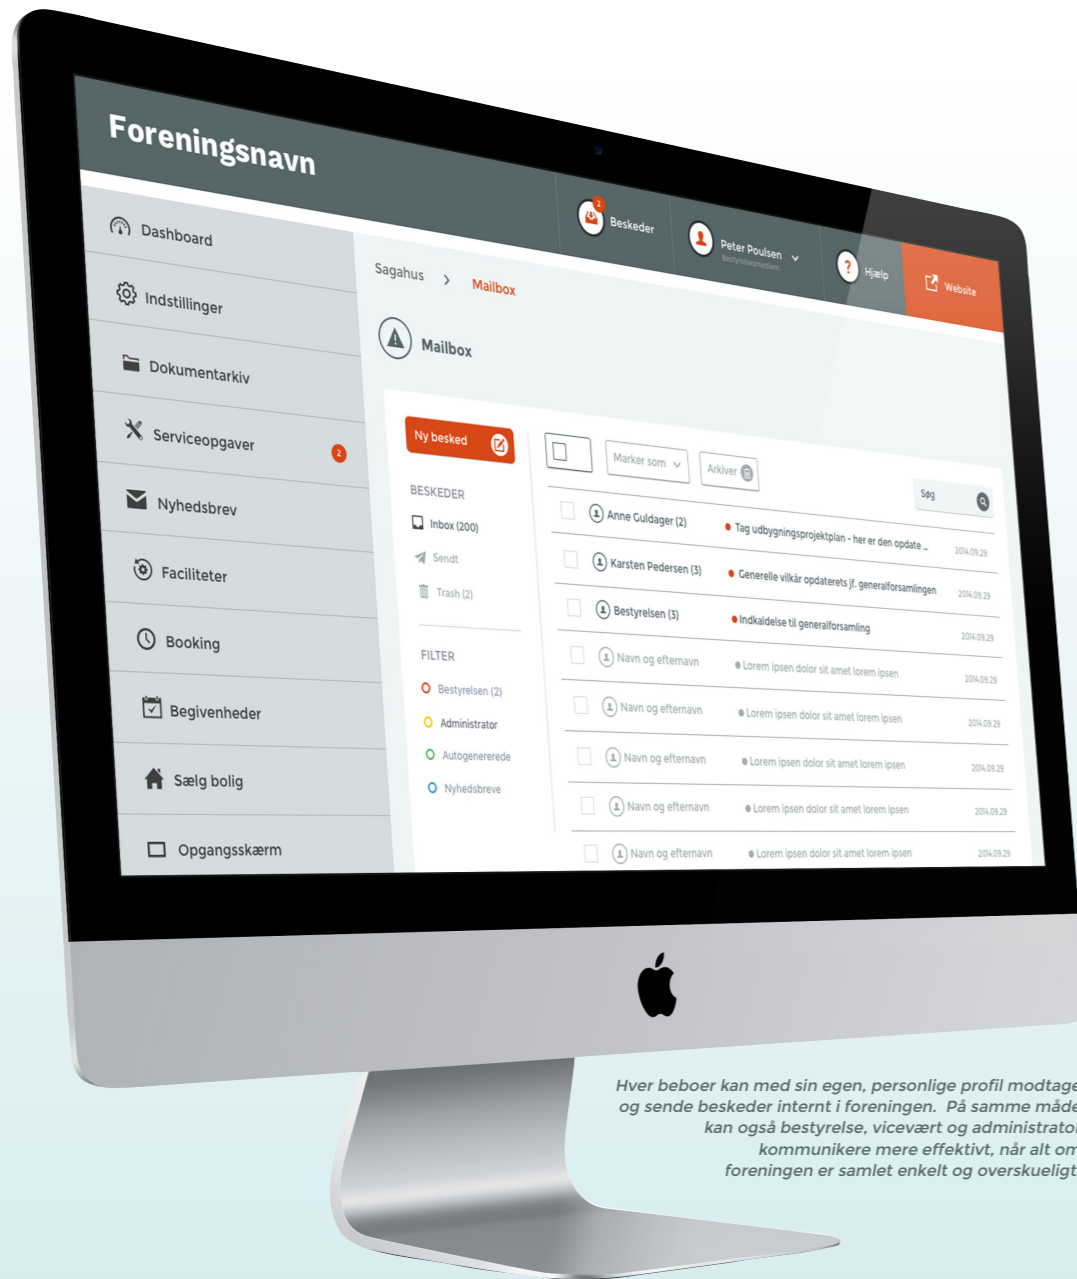 Foreningsnavn
2
Beskeder
Peter Poulsen
Bestyrelsesmedlem
?
Hjælp
Website
Dashboard
Indstillinger
Dokumentarkiv
Serviceopgaver 2
Nyhedsbrev
Faciliteter
Booking
Begivenheder
Sælg bolig
Opgangsskærm
Sagahus > Mailbox
Mailbox
Ny besked
BESKEDER
Inbox (200)
Sendt
Trash (2)
FILTER
Bestyrelsen (2)
Administrator
Autogenererede
Nyhedsbreve
Marker som
Arkiver
Søg
Anne Guldager (2) Tag udbygningsprojektplan - her er den opdate ... 2014.09.29
Karsten Pedersen (3) Generelle vilkår opdaterets jf. generalforsamlingen 2014.09.29
Bestyrelsen (3) Indkaldelse til generalforsamling 2014.09.29
Navn og efternavn Lorem ipsen dolor sit amet lorem ipsen 2014.09.29
Navn og efternavn Lorem ipsen dolor sit amet lorem ipsen 2014.09.29
Navn og efternavn Lorem ipsen dolor sit amet lorem ipsen 2014.09.29
Navn og efternavn Lorem ipsen dolor sit amet lorem ipsen 2014.09.29
Navn og efternavn Lorem ipsen dolor sit amet lorem ipsen 2014.09.29
Hver beboer kan med sin egen, personlige profil modtage
og sende beskeder internt i foreningen. På samme måde
kan også bestyrelse, vicevært og administrator
kommunikere mere effektivt, når alt om
foreningen er samlet enkelt og overskueligt